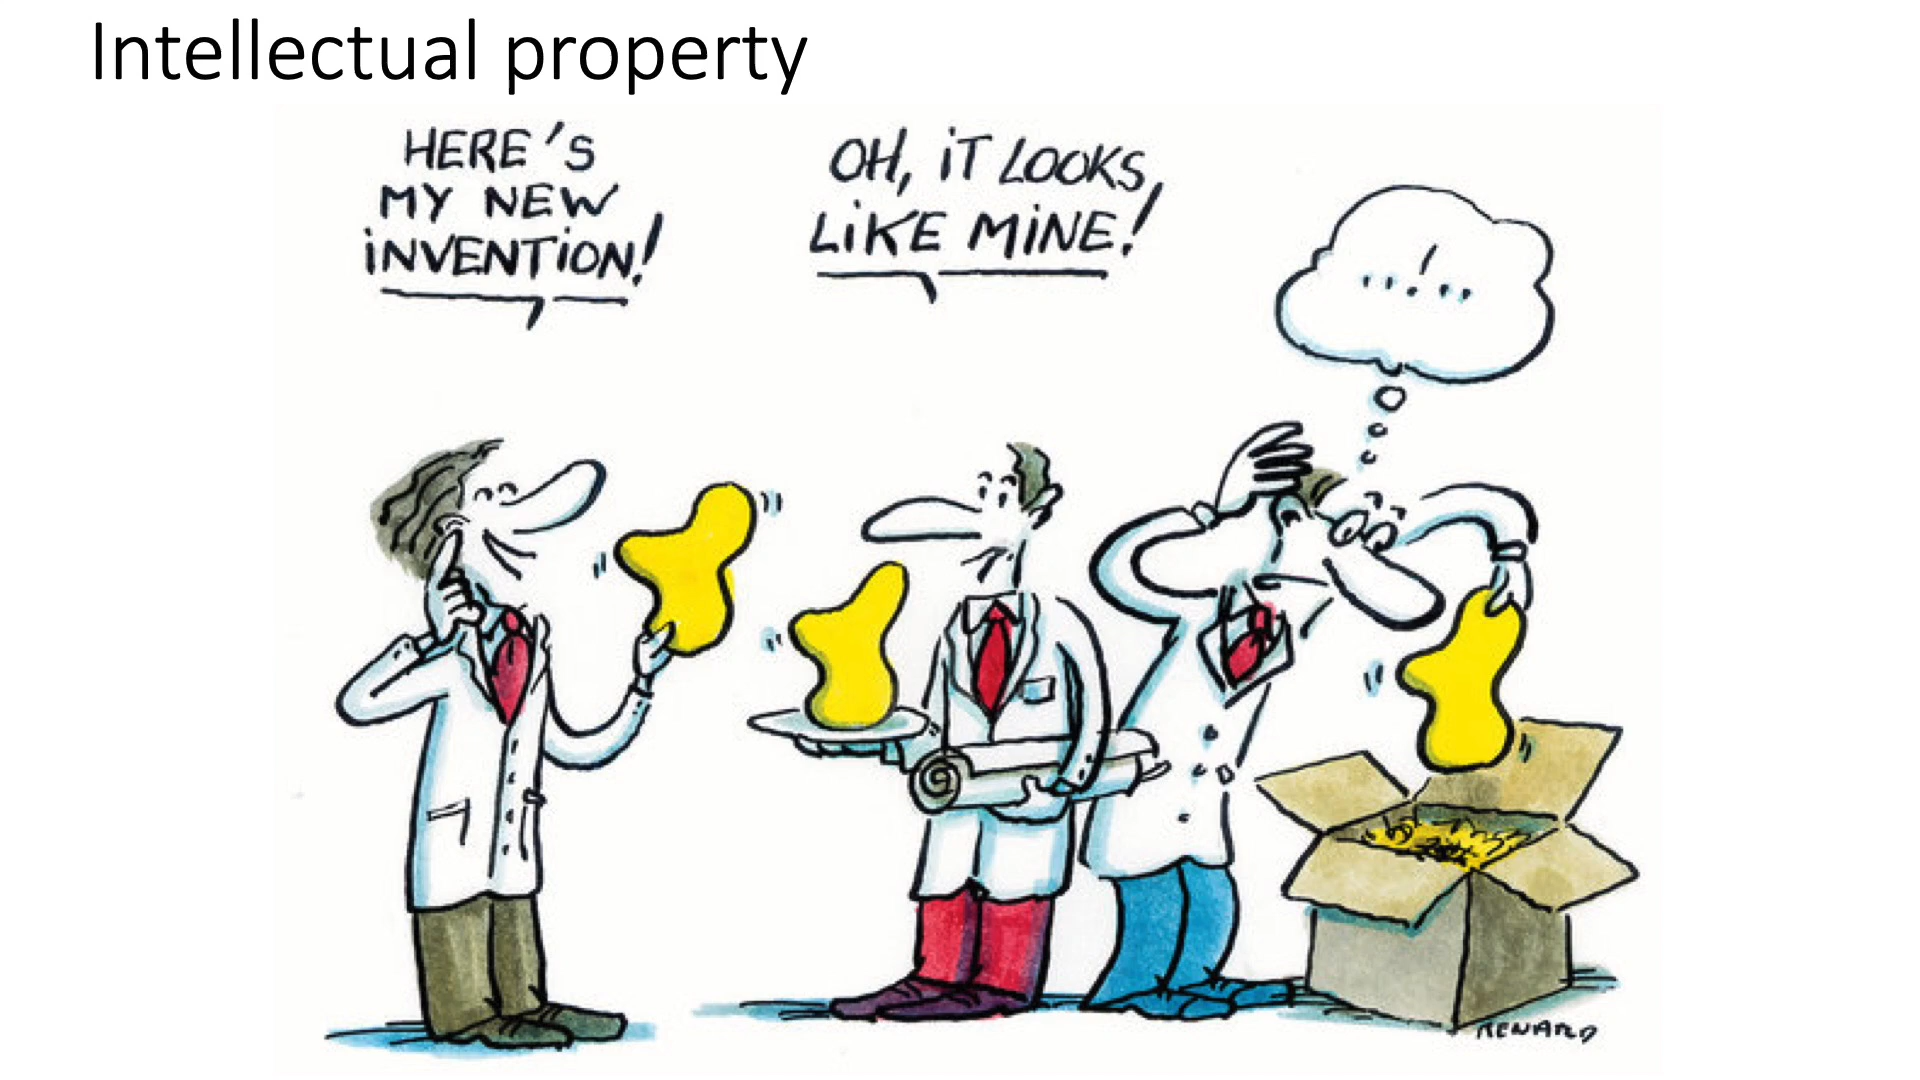 Intellectual property
HERE'S
MY NEW
iNVENTiON!
OH, iT LOOKS
LiKE MiNE!
...!...
RENARD